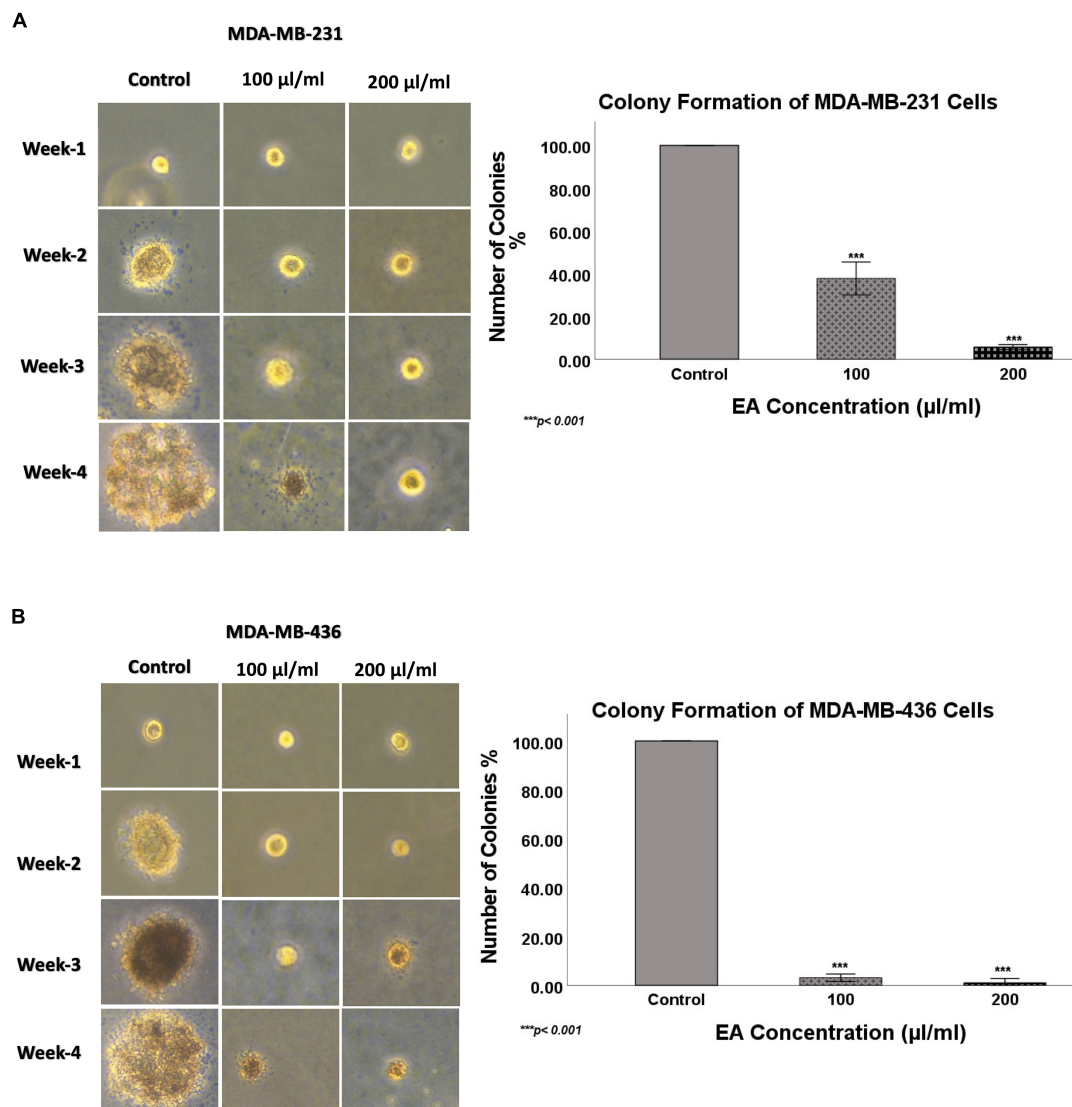 A
MDA-MB-231
Control 100 µl/ml 200 µl/ml
Week-1
Week-2
Week-3
Week-4
Colony Formation of MDA-MB-231 Cells
Number of Colonies
%
100.00
80.00
60.00
40.00
20.00
0.00
***
***
Control 100 200
EA Concentration (µl/ml)
***p< 0.001
B
MDA-MB-436
Control 100 µl/ml 200 µl/ml
Week-1
Week-2
Week-3
Week-4
Colony Formation of MDA-MB-436 Cells
Number of Colonies %
100.00
80.00
60.00
40.00
20.00
0.00
***
***
Control 100 200
EA Concentration (µl/ml)
***p< 0.001